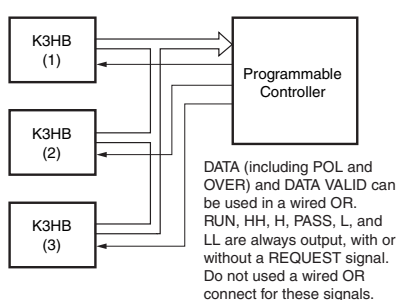 K3HB
(1)
Programmable
Controller
K3HB
(2)
K3HB
(3)
DATA (including POL and
OVER) and DATA VALID can
be used in a wired OR.
RUN, HH, H, PASS, L, and
LL are always output, with or
without a REQUEST signal.
Do not used a wired OR
connect for these signals.